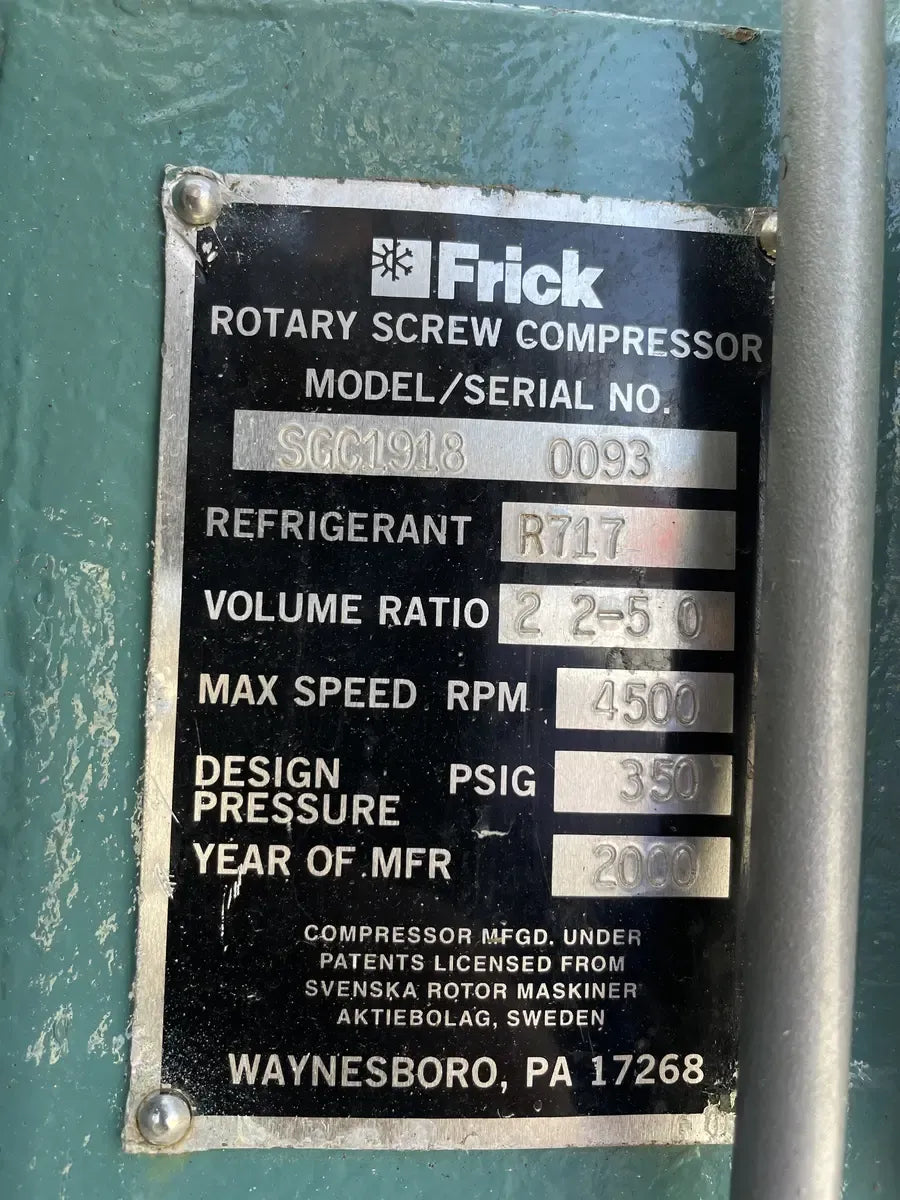 Frick
ROTARY SCREW COMPRESSOR
MODEL/SERIAL NO.
SGC1918 0093
REFRIGERANT R717
VOLUME RATIO 2 2-5 0
MAX SPEED RPM 4500
DESIGN PRESSURE PSIG 350
YEAR OF MFR 2000
COMPRESSOR MFGD. UNDER
PATENTS LICENSED FROM
SVENSKA ROTOR MASKINER
AKTIEBOLAG, SWEDEN
WAYNESBORO, PA 17268